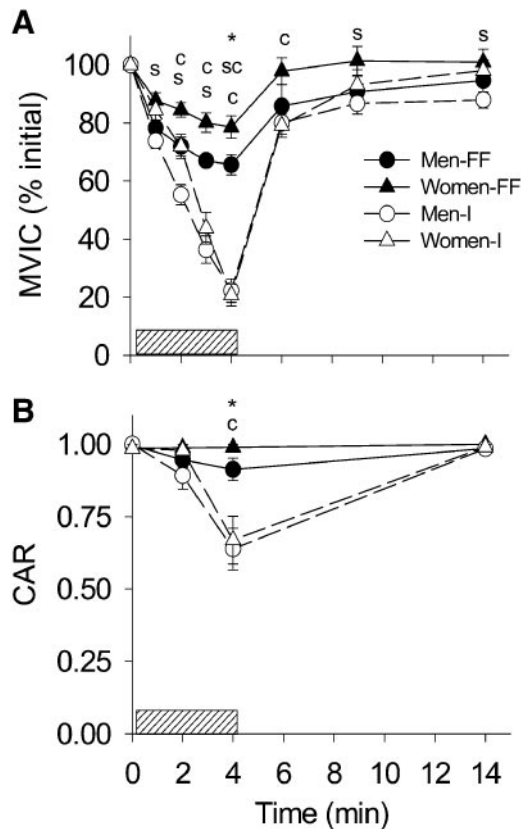 A
*
c c sc c s s
s s s c
100
80
60
40
20
0
MVIC (% initial)
Men-FF
Women-FF
Men-I
Women-I
B
*
c
1.00
0.75
0.50
0.25
0.00
CAR
0 2 4 6 8 10 12 14
Time (min)